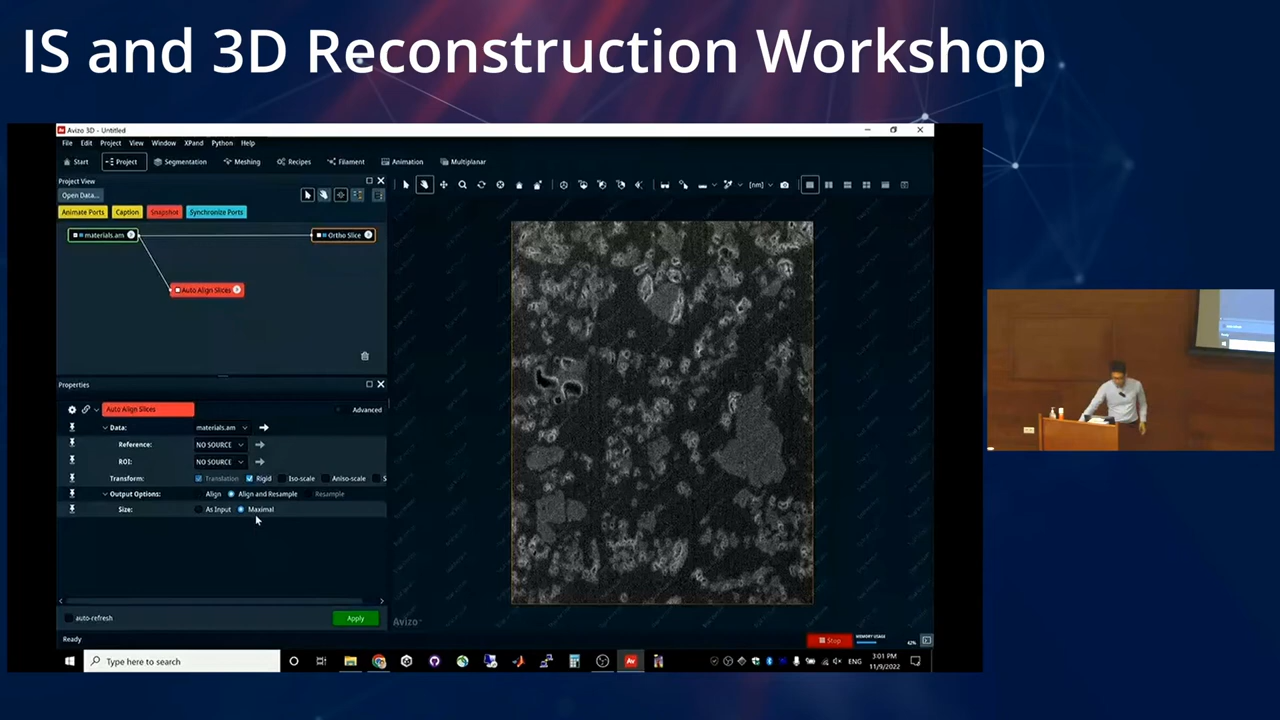 IS and 3D Reconstruction Workshop
Avizo 3D - Untitled
File Edit Project View Window XPand Python Help
Start Project Segmentation Meshing Recipes Filament Animation Multiplanar
Project View
Open Data...
[nm]
Animate Ports Caption Snapshot Synchronize Ports
materials.am Ortho Slice
Auto Align Slices
Properties
Auto Align Slices Advanced
Data: materials.am
Reference: NO SOURCE
ROI: NO SOURCE
Transform: Translation Rigid Iso-scale Aniso-scale S
Output Options: Align Align and Resample Resample
Size: As Input Maximal
auto-refresh Apply
Avizo
Ready Stop MEMORY USAGE 42%
Type here to search ENG 3:01 PM
11/9/2022